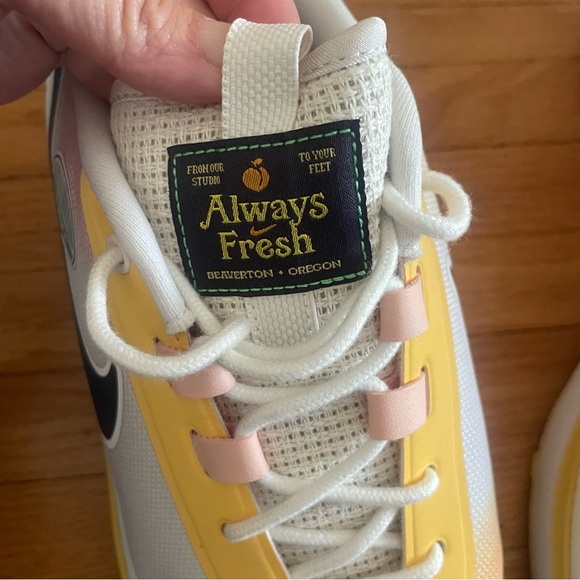 FROM OUR STUDIO
TO YOUR FEET
Always
Fresh
BEAVERTON • OREGON